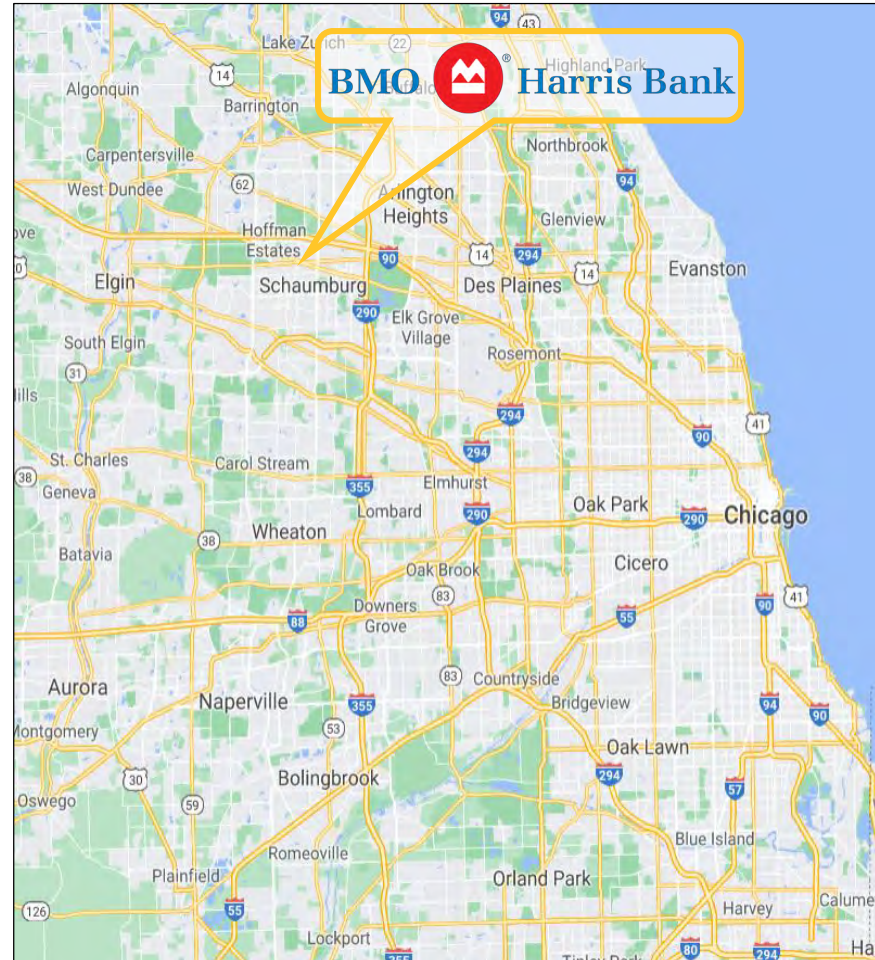 94
43
Lake Zurich
22
BMO Harris Bank
®
Highland Park
14
Algonquin
Barrington
Northbrook
Carpentersville
94
West Dundee
62
Arlington
Heights
Glenview
Hoffman
Estates
90
14
294
14
Evanston
Elgin
Schaumburg
Des Plaines
290
Elk Grove
Village
South Elgin
Rosemont
31
294
41
90
294
St. Charles
Carol Stream
38
Elmhurst
355
Geneva
Lombard
290
Oak Park
290
Chicago
Wheaton
38
Batavia
Oak Brook
Cicero
83
41
90
Downers
Grove
88
55
83
Countryside
Aurora
Naperville
355
Bridgeview
94
90
Montgomery
53
Oak Lawn
30
Bolingbrook
294
57
Oswego
59
Blue Island
Romeoville
Plainfield
Orland Park
126
55
Harvey
Calume
Lockport
80
294
Ha
355